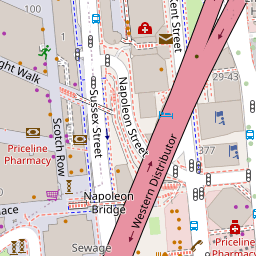 100
ent Street
ght Walk
29-43
Sussex Street
Napoleon Street
Priceline
Pharmacy
Scotch Row
Western Distributor
377
Napoleon
Bridge
ace
Priceline
Pharmacy
Sewage